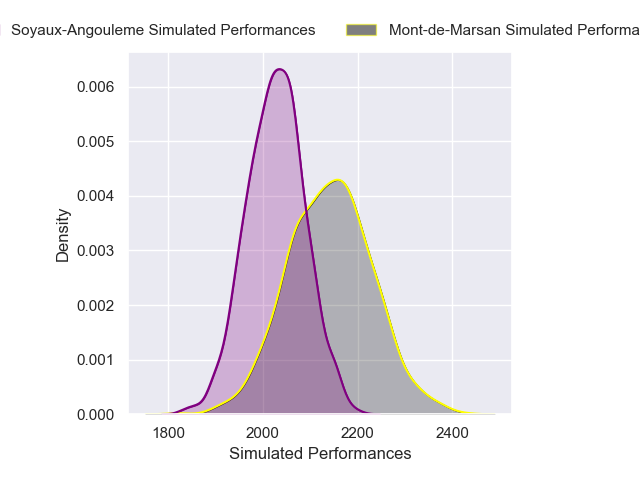 Soyaux-Angouleme Simulated Performances Mont-de-Marsan Simulated Performa
0.006
0.005
0.004
0.003
0.002
0.001
0.000
Density
1800 2000 2200 2400
Simulated Performances